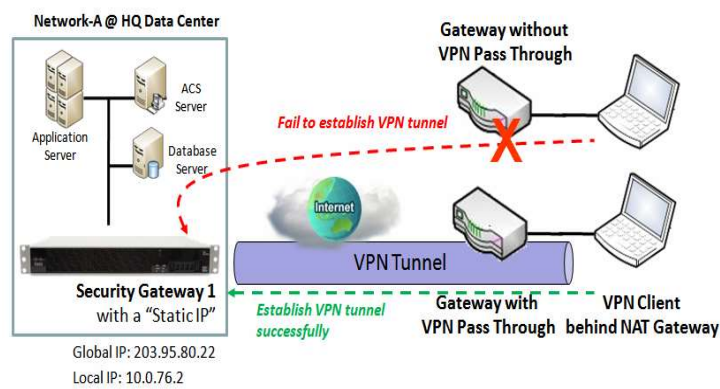 Network-A @ HQ Data Center
Gateway without
VPN Pass Through
ACS
Server
Application
Server
Database
Server
Fail to establish VPN tunnel
X
Internet
VPN Tunnel
Security Gateway 1
with a “Static IP”
Establish VPN tunnel
successfully
Gateway with
VPN Pass Through
VPN Client
behind NAT Gateway
Global IP: 203.95.80.22
Local IP: 10.0.76.2